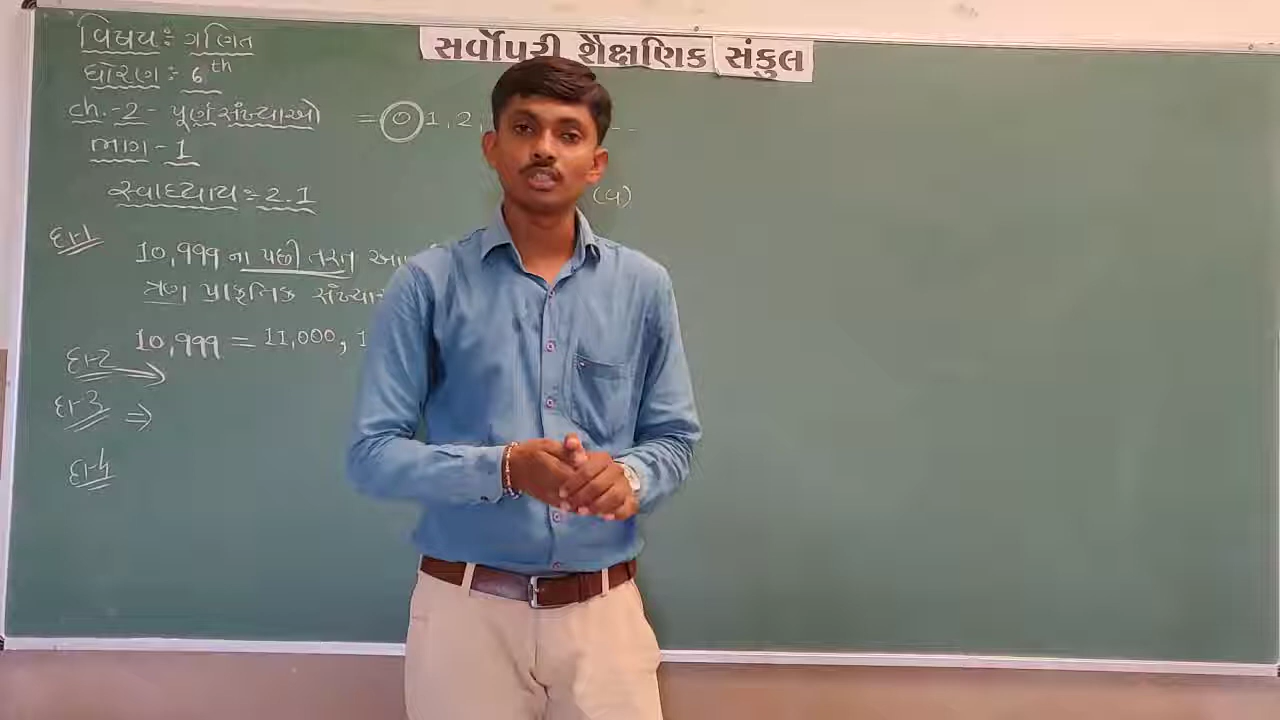 સર્વોપરી શૈક્ષણિક સંકુલ
વિષય : ગણિત
ધોરણ : 6th
ch.-2 - પૂર્ણ સંખ્યાઓ = 0 1, 2,
ભાગ - 1
સ્વાધ્યાય : 2.1
દા-1 10,999 ના પછી તરત
ત્રણ પ્રાકૃતિક
10,999 = 11,000,
દા-2 →
દા-3 ⇒
દા-4